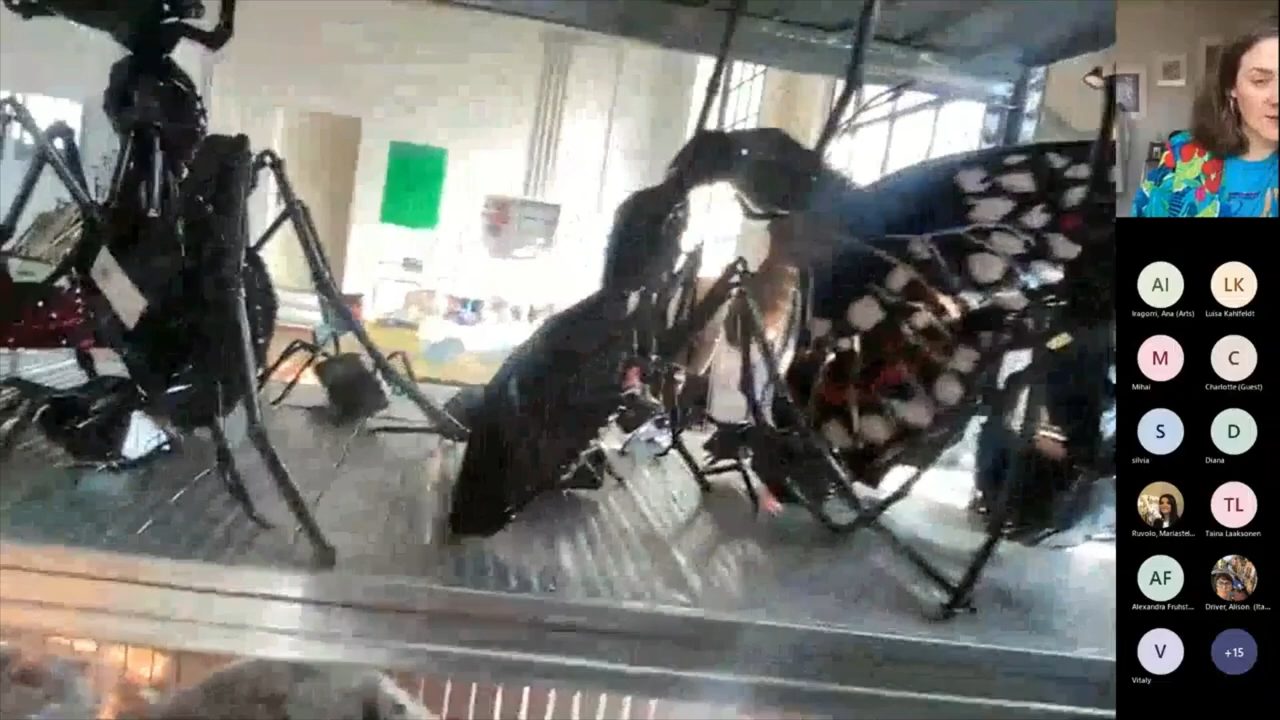 AI
LK
Iragorri, Ana (Arts)
Luisa Kahlfeldt
M
C
Mihai
Charlotte (Guest)
S
D
silvia
Diana
TL
Ruvolo, Mariastel...
Taina Laaksonen
AF
Alexandra Fruhst...
Driver, Alison (Ita...
V
+15
Vitaly